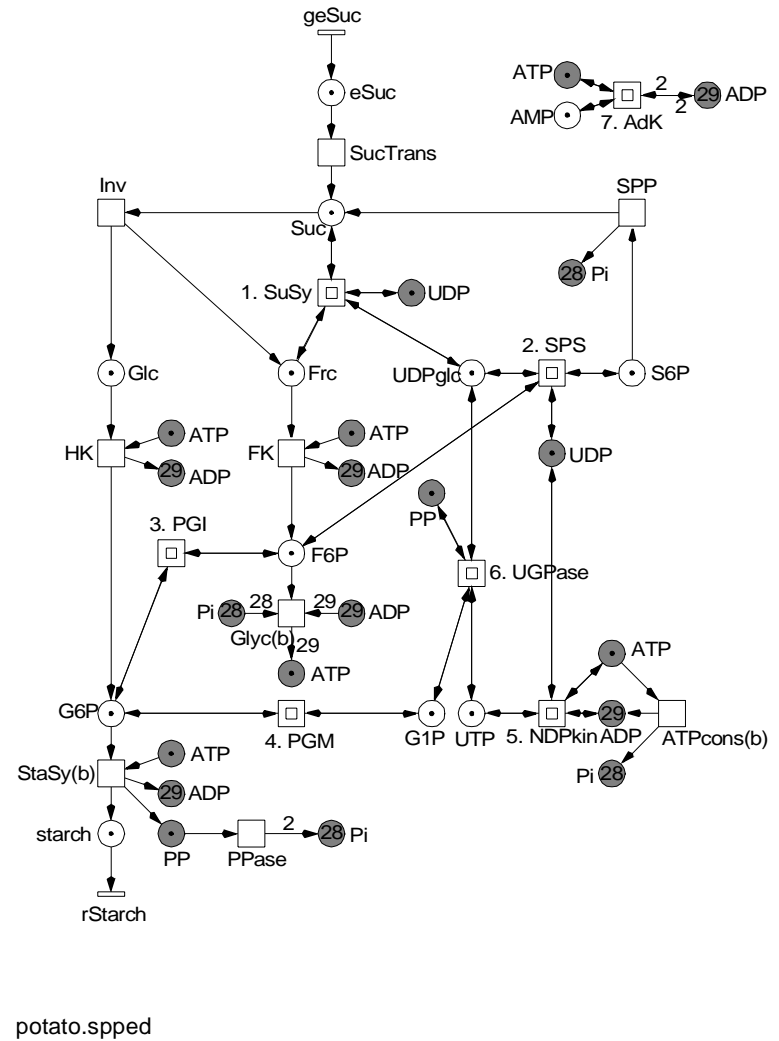 geSuc
eSuc
ATP
2
29 ADP
AMP
2
7. AdK
SucTrans
Inv
SPP
Suc
28 Pi
1. SuSy
UDP
2. SPS
Glc
Frc
UDPglc
S6P
HK
ATP
29 ADP
FK
ATP
29 ADP
UDP
PP
3. PGI
F6P
6. UGPase
Pi 28
28
29
29 ADP
Glyc(b)
29
ATP
ATP
G6P
4. PGM
G1P
UTP
5. NDPkin
29
ADP
ATPcons(b)
StaSy(b)
ATP
29 ADP
Pi 28
starch
PP
PPase
2
28 Pi
rStarch
potato.spped